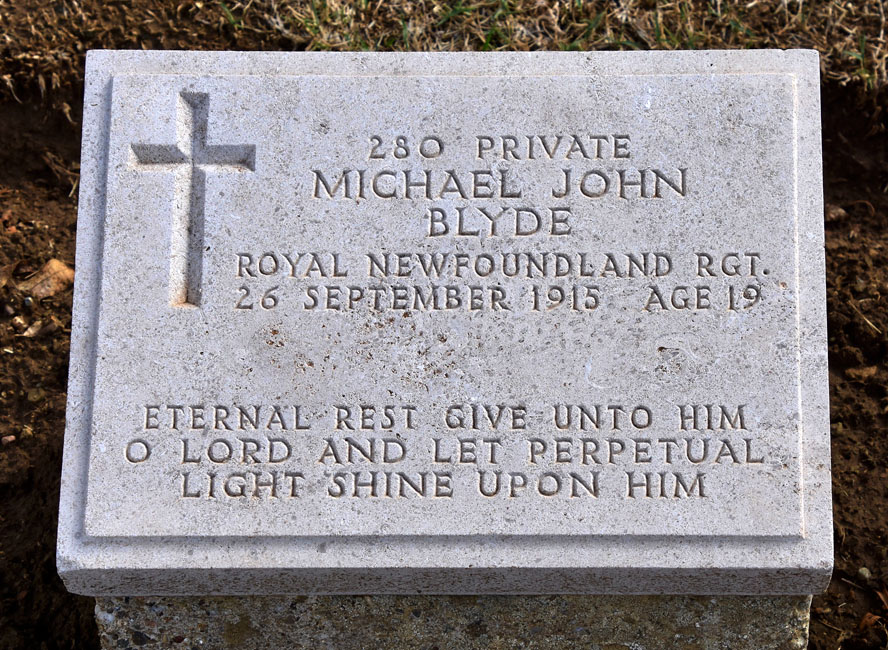 280 PRIVATE
MICHAEL JOHN
BLYDE
ROYAL NEWFOUNDLAND RGT.
26 SEPTEMBER 1915 AGE 19
ETERNAL REST GIVE UNTO HIM
O LORD AND LET PERPETUAL
LIGHT SHINE UPON HIM